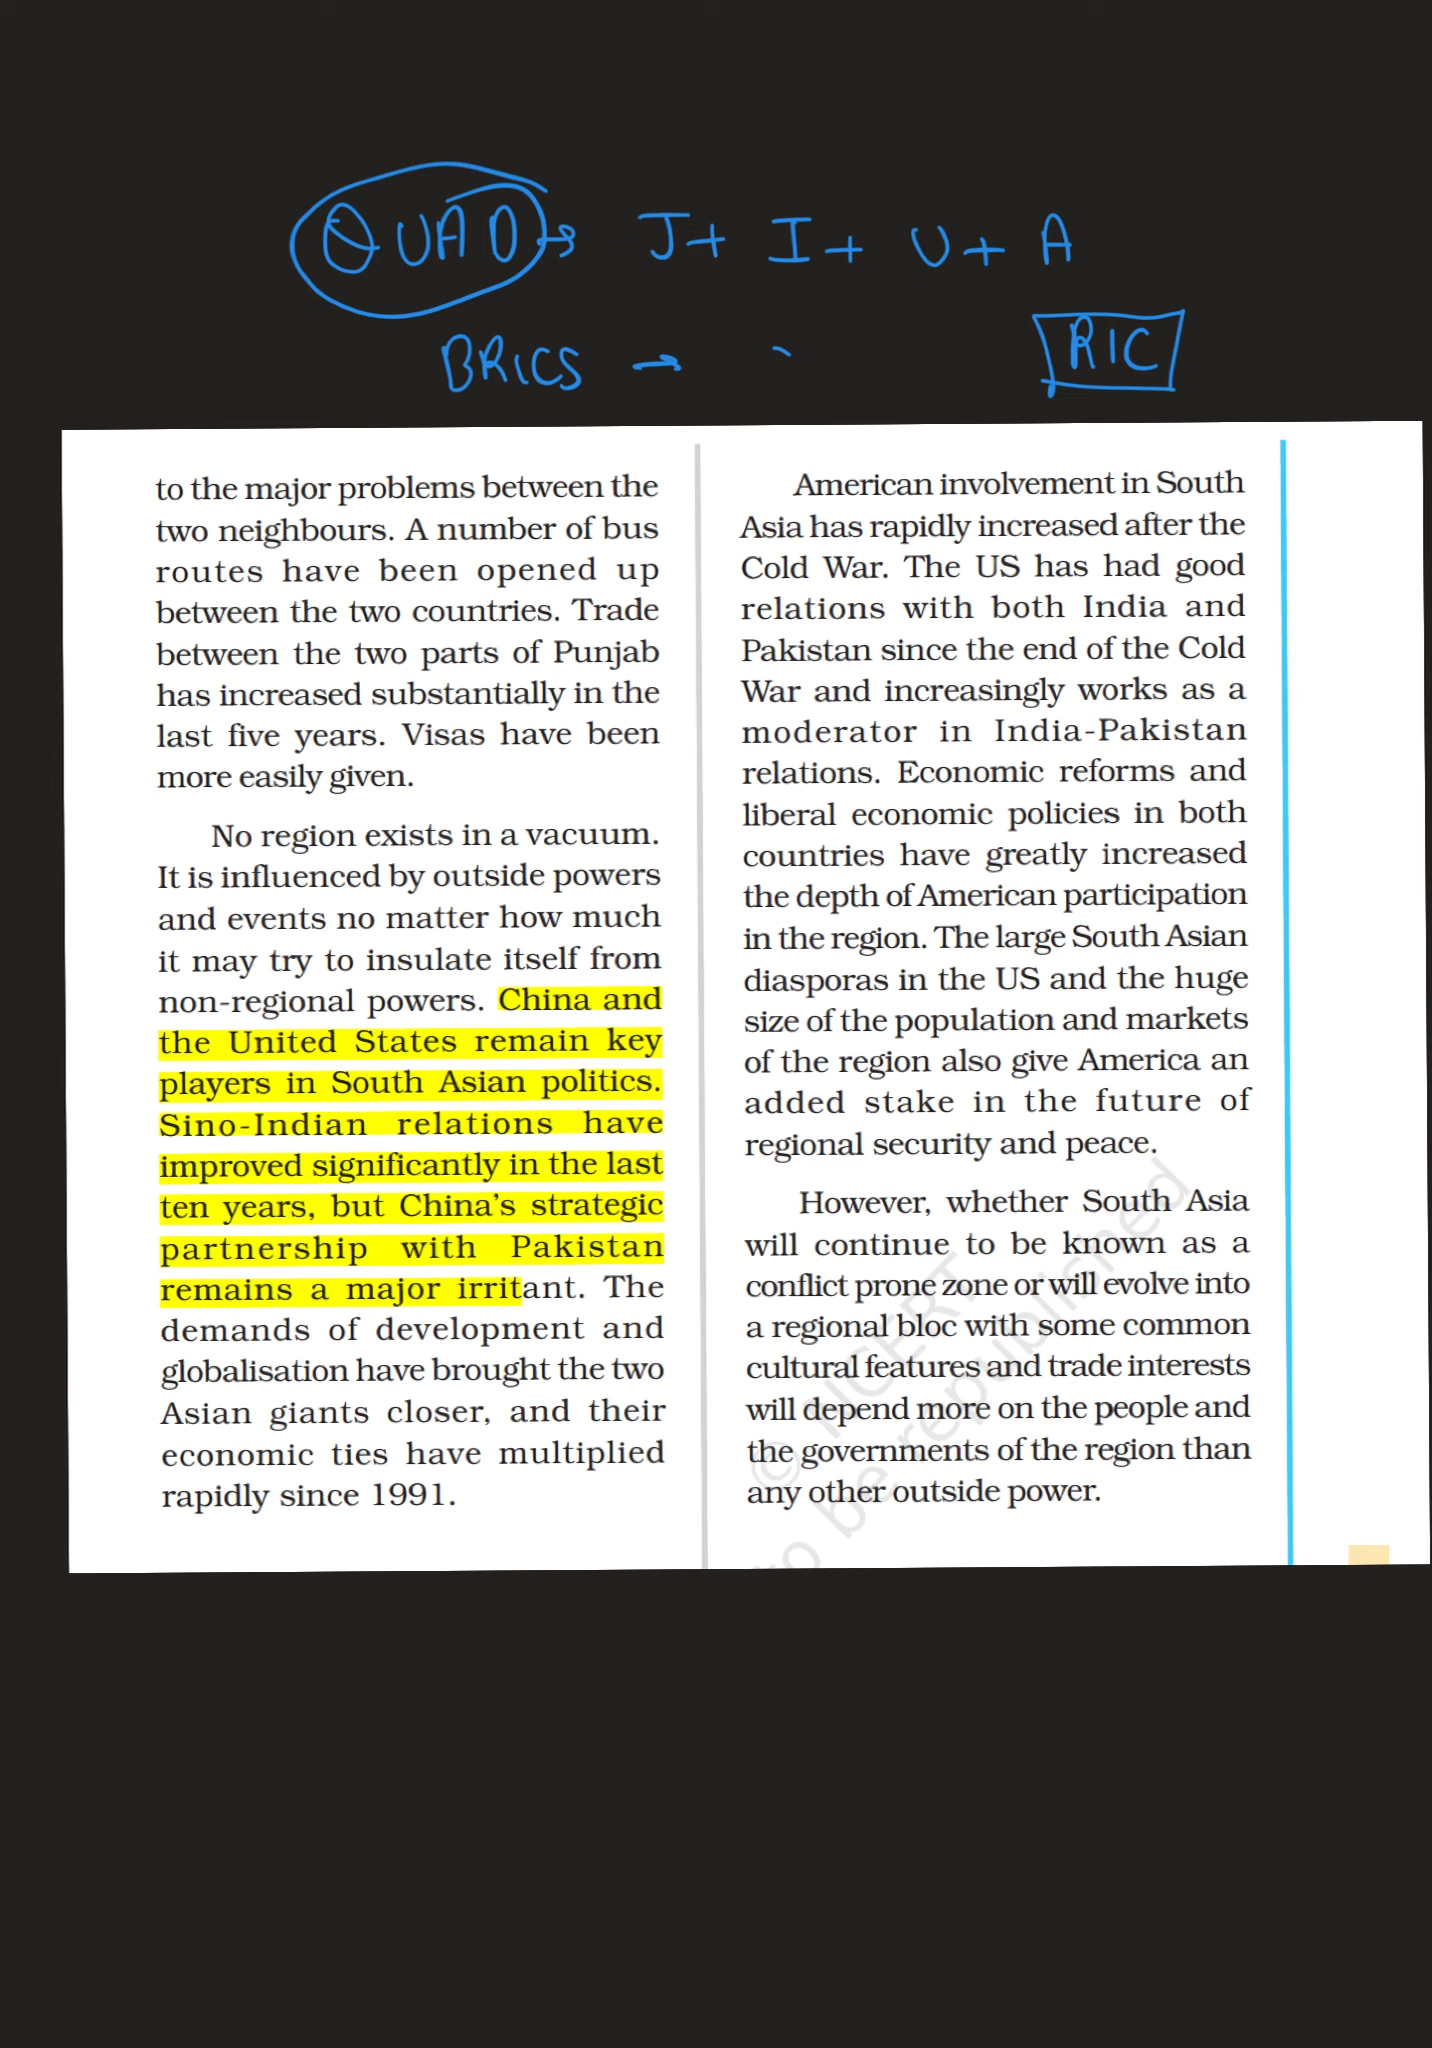 QUAD → J + I + U + A
BRICS →
RIC
to the major problems between the
two neighbours. A number of bus
routes have been opened up
between the two countries. Trade
between the two parts of Punjab
has increased substantially in the
last five years. Visas have been
more easily given.
No region exists in a vacuum.
It is influenced by outside powers
and events no matter how much
it may try to insulate itself from
non-regional powers. China and
the United States remain key
players in South Asian politics.
Sino-Indian relations have
improved significantly in the last
ten years, but China's strategic
partnership with Pakistan
remains a major irritant. The
demands of development and
globalisation have brought the two
Asian giants closer, and their
economic ties have multiplied
rapidly since 1991.
American involvement in South
Asia has rapidly increased after the
Cold War. The US has had good
relations with both India and
Pakistan since the end of the Cold
War and increasingly works as a
moderator in India-Pakistan
relations. Economic reforms and
liberal economic policies in both
countries have greatly increased
the depth of American participation
in the region. The large South Asian
diasporas in the US and the huge
size of the population and markets
of the region also give America an
added stake in the future of
regional security and peace.
However, whether South Asia
will continue to be known as a
conflict prone zone or will evolve into
a regional bloc with some common
cultural features and trade interests
will depend more on the people and
the governments of the region than
any other outside power.
© NCERT
to be republished